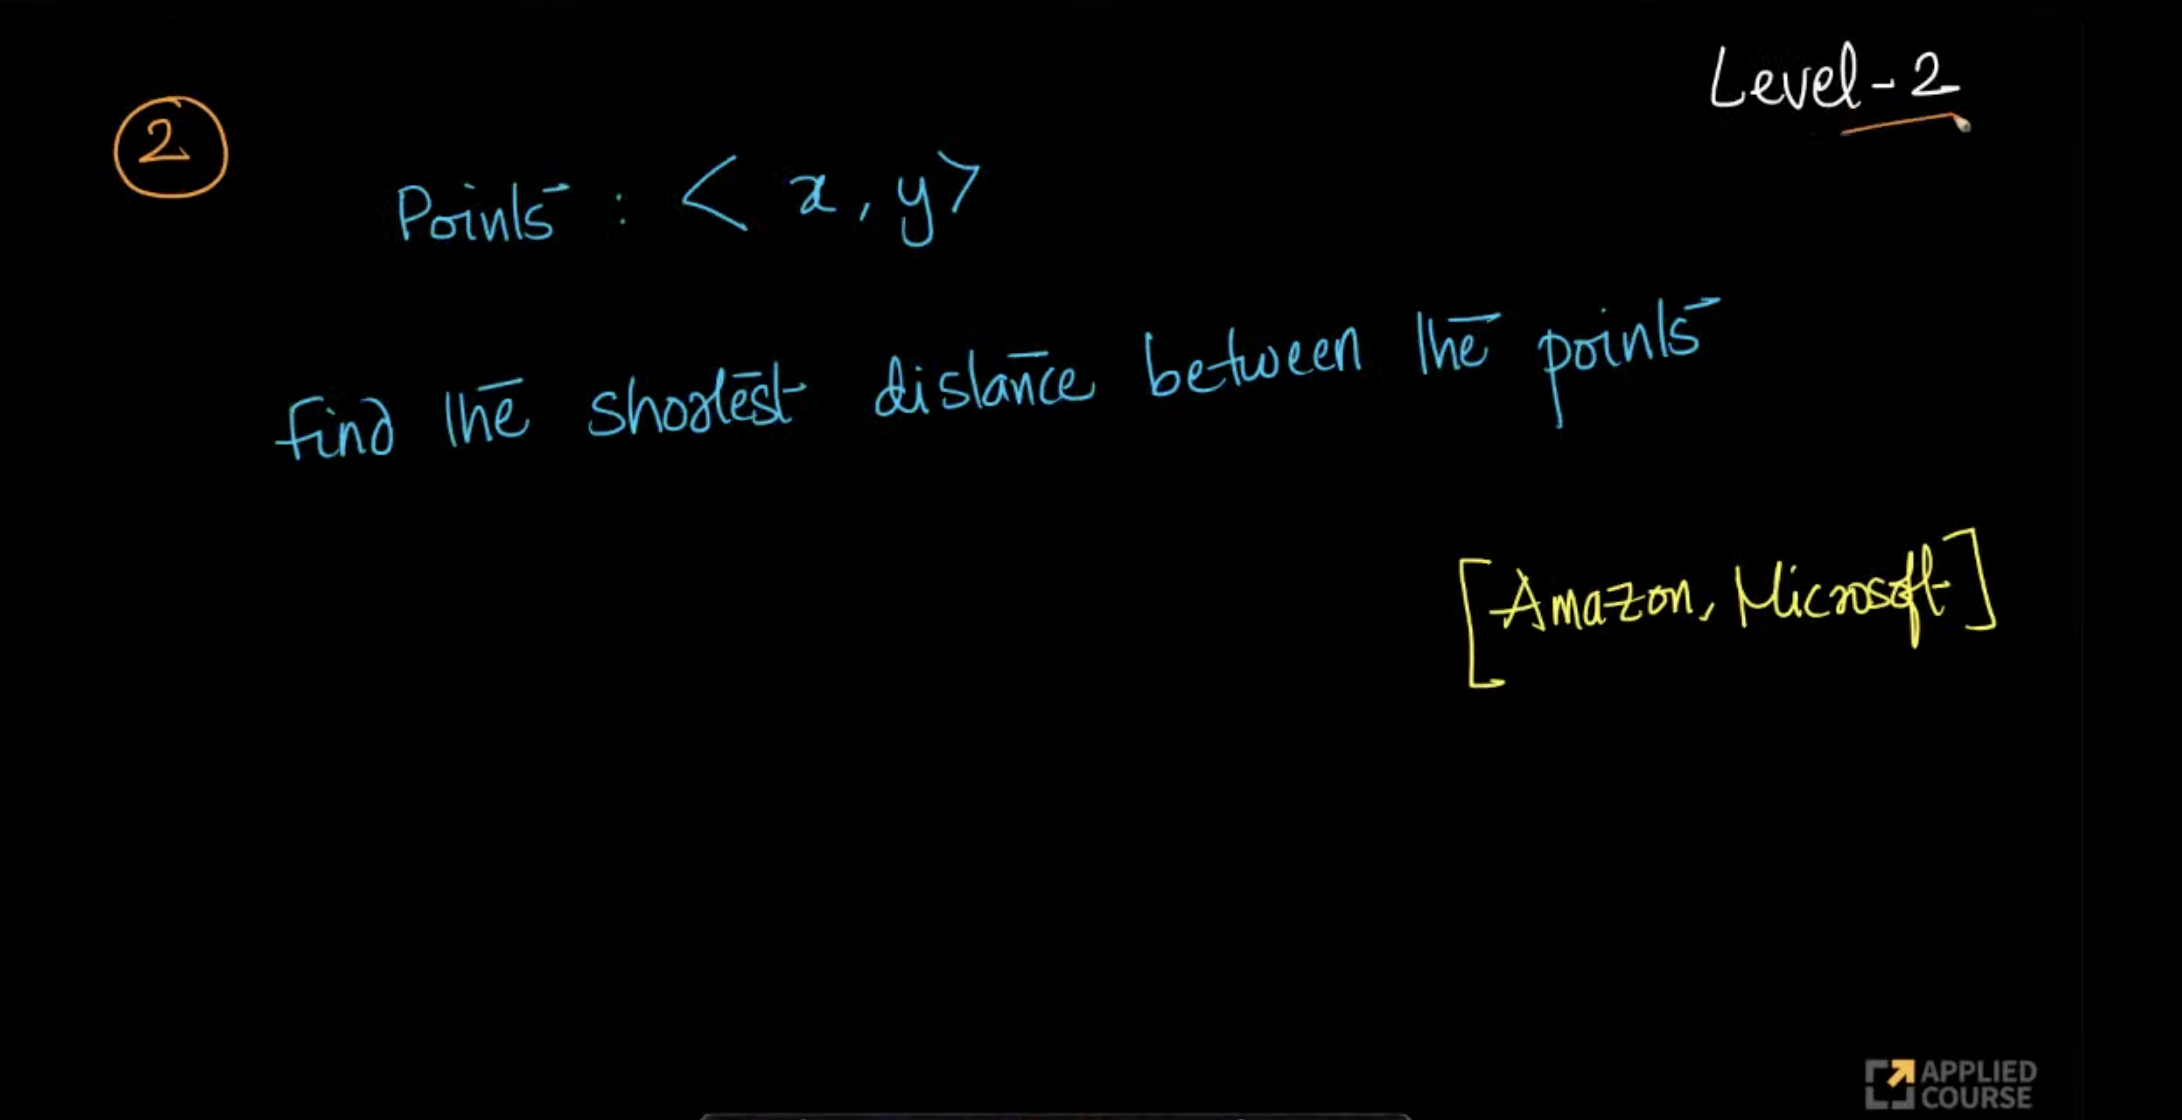 Level-2
2
Points : < x, y>
find the shortest distance between the points
[Amazon, Microsoft]
APPLIED
COURSE